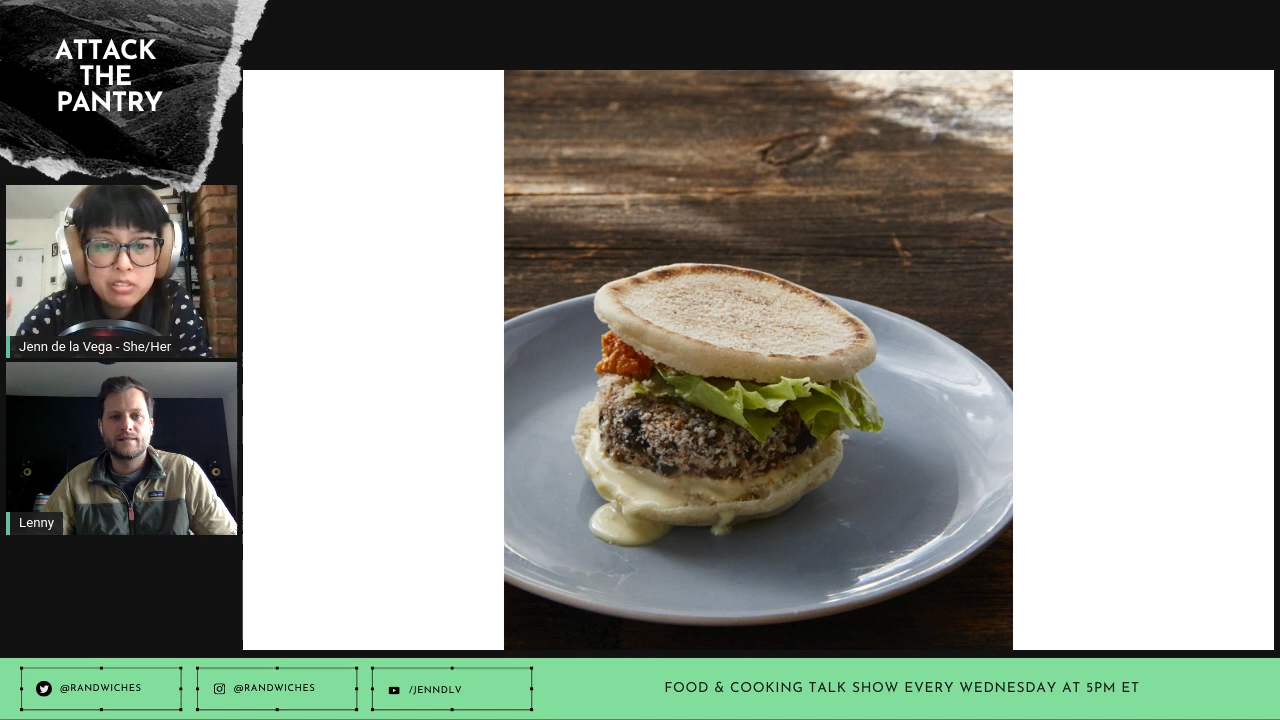 ATTACK
THE
PANTRY
Jenn de la Vega - She/Her
Lenny
@RANDWICHES
@RANDWICHES
/JENNDLV
FOOD & COOKING TALK SHOW EVERY WEDNESDAY AT 5PM ET